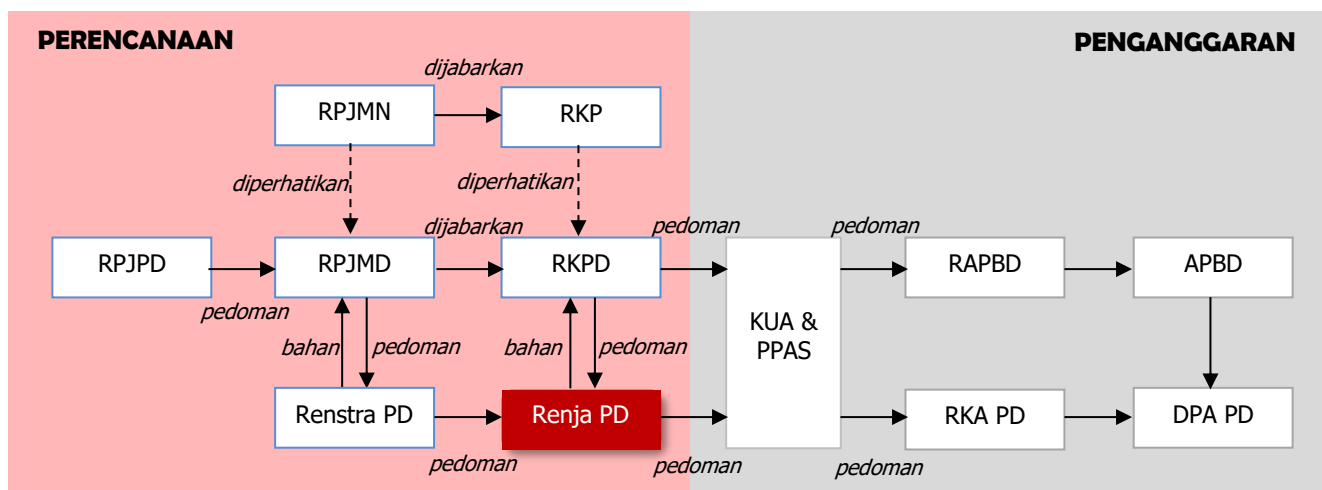 PERENCANAAN
PENGANGGARAN
dijabarkan
RPJMN
RKP
diperhatikan
diperhatikan
dijabarkan
pedoman
pedoman
RPJPD
RPJMD
RKPD
RAPBD
APBD
pedoman
KUA &
PPAS
bahan
pedoman
bahan
pedoman
Renstra PD
Renja PD
RKA PD
DPA PD
pedoman
pedoman
pedoman